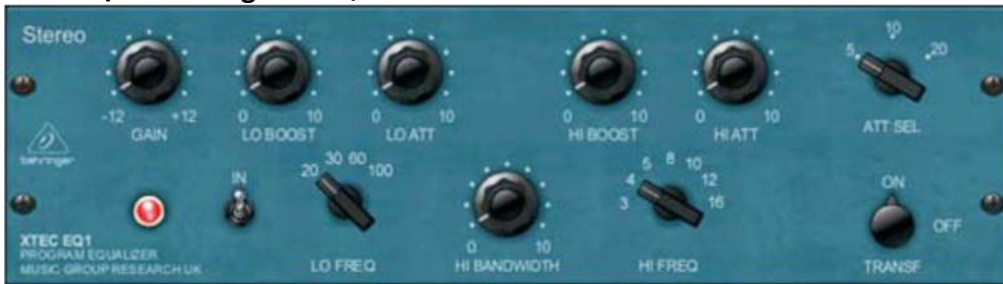 Stereo
-12 +12
GAIN
0 10
LO BOOST
0 10
LO ATT
0 10
HI BOOST
0 10
HI ATT
5 10 20
ATT SEL
behringer
IN
20 30 60 100
LO FREQ
0 10
HI BANDWIDTH
3 4 5 8 10 12 16
HI FREQ
ON
OFF
TRANSF
XTEC EQ1
PROGRAM EQUALIZER
MUSIC GROUP RESEARCH UK